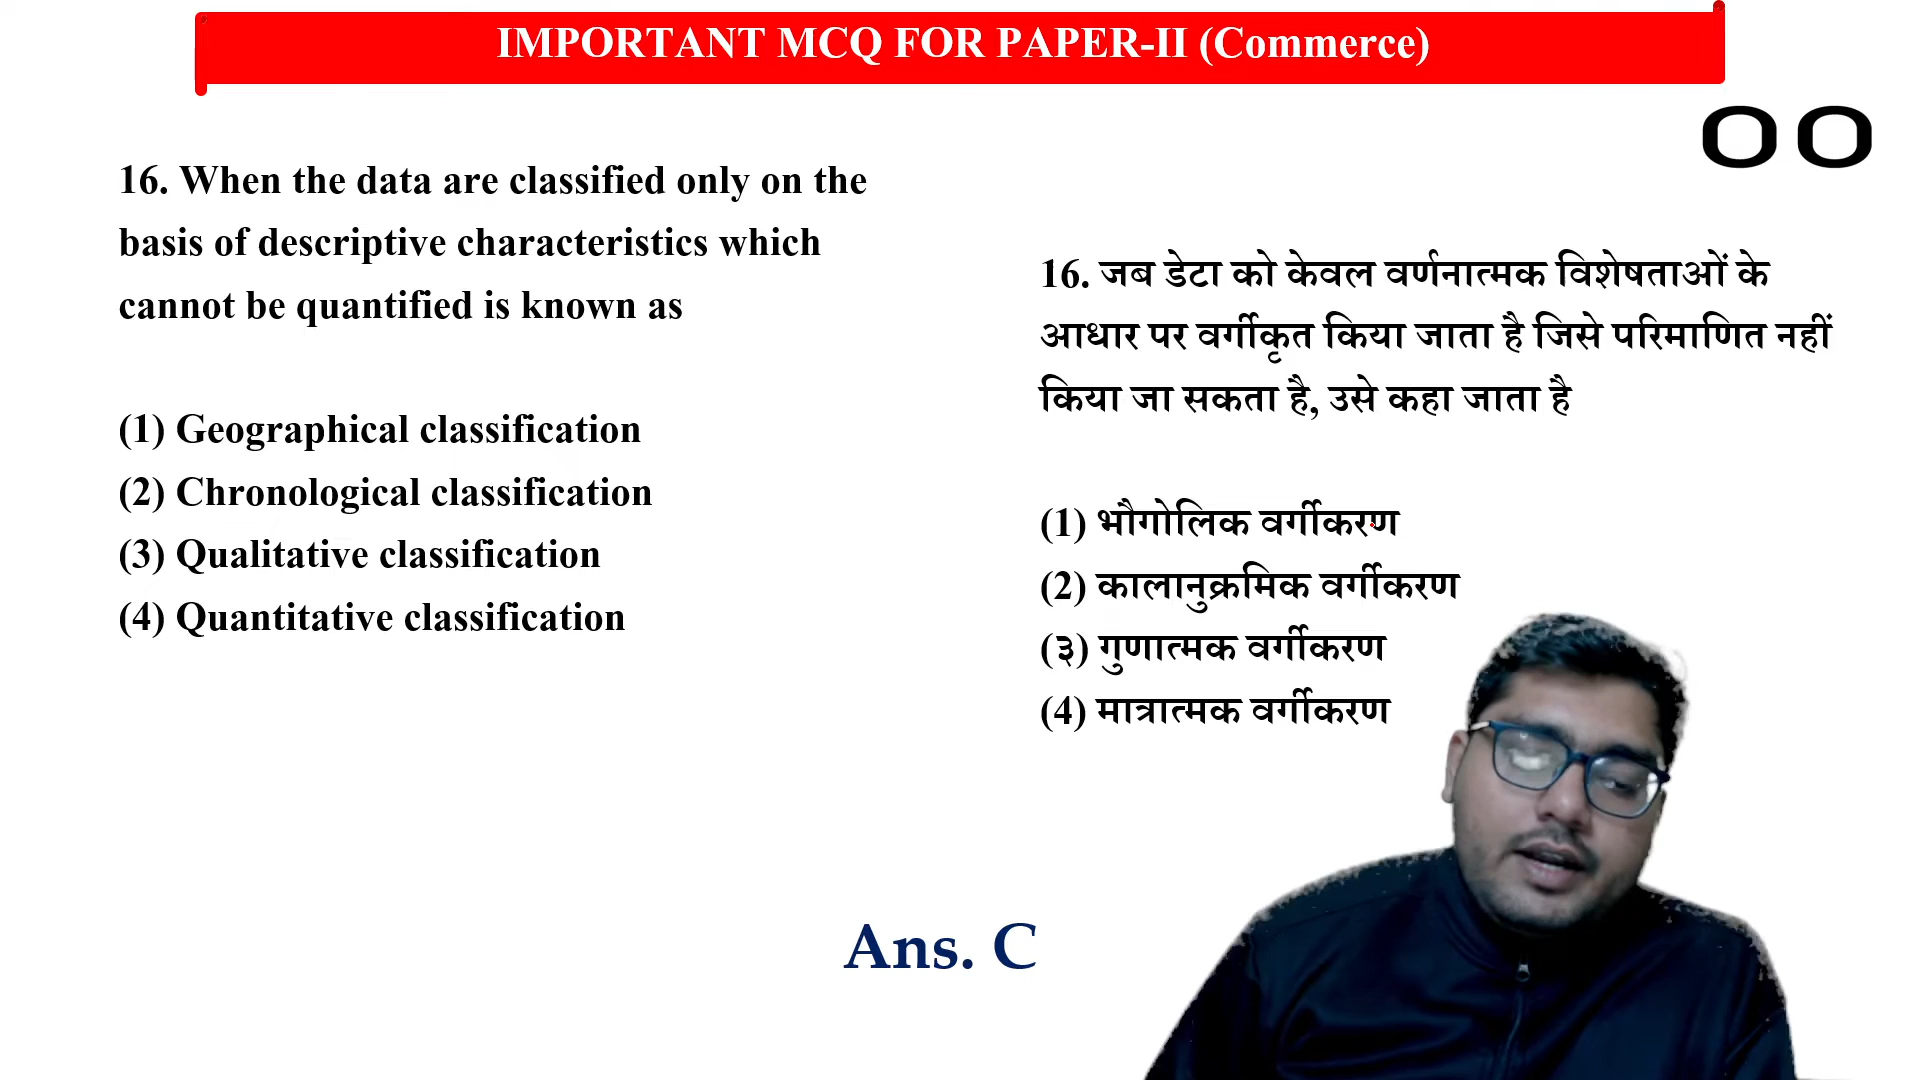 IMPORTANT MCQ FOR PAPER-II (Commerce)
00
16. When the data are classified only on the
basis of descriptive characteristics which
cannot be quantified is known as
(1) Geographical classification
(2) Chronological classification
(3) Qualitative classification
(4) Quantitative classification
16. जब डेटा को केवल वर्णनात्मक विशेषताओं के
आधार पर वर्गीकृत किया जाता है जिसे परिमाणित नहीं
किया जा सकता है, उसे कहा जाता है
(1) भौगोलिक वर्गीकरण
(2) कालानुक्रमिक वर्गीकरण
(३) गुणात्मक वर्गीकरण
(4) मात्रात्मक वर्गीकरण
Ans. C